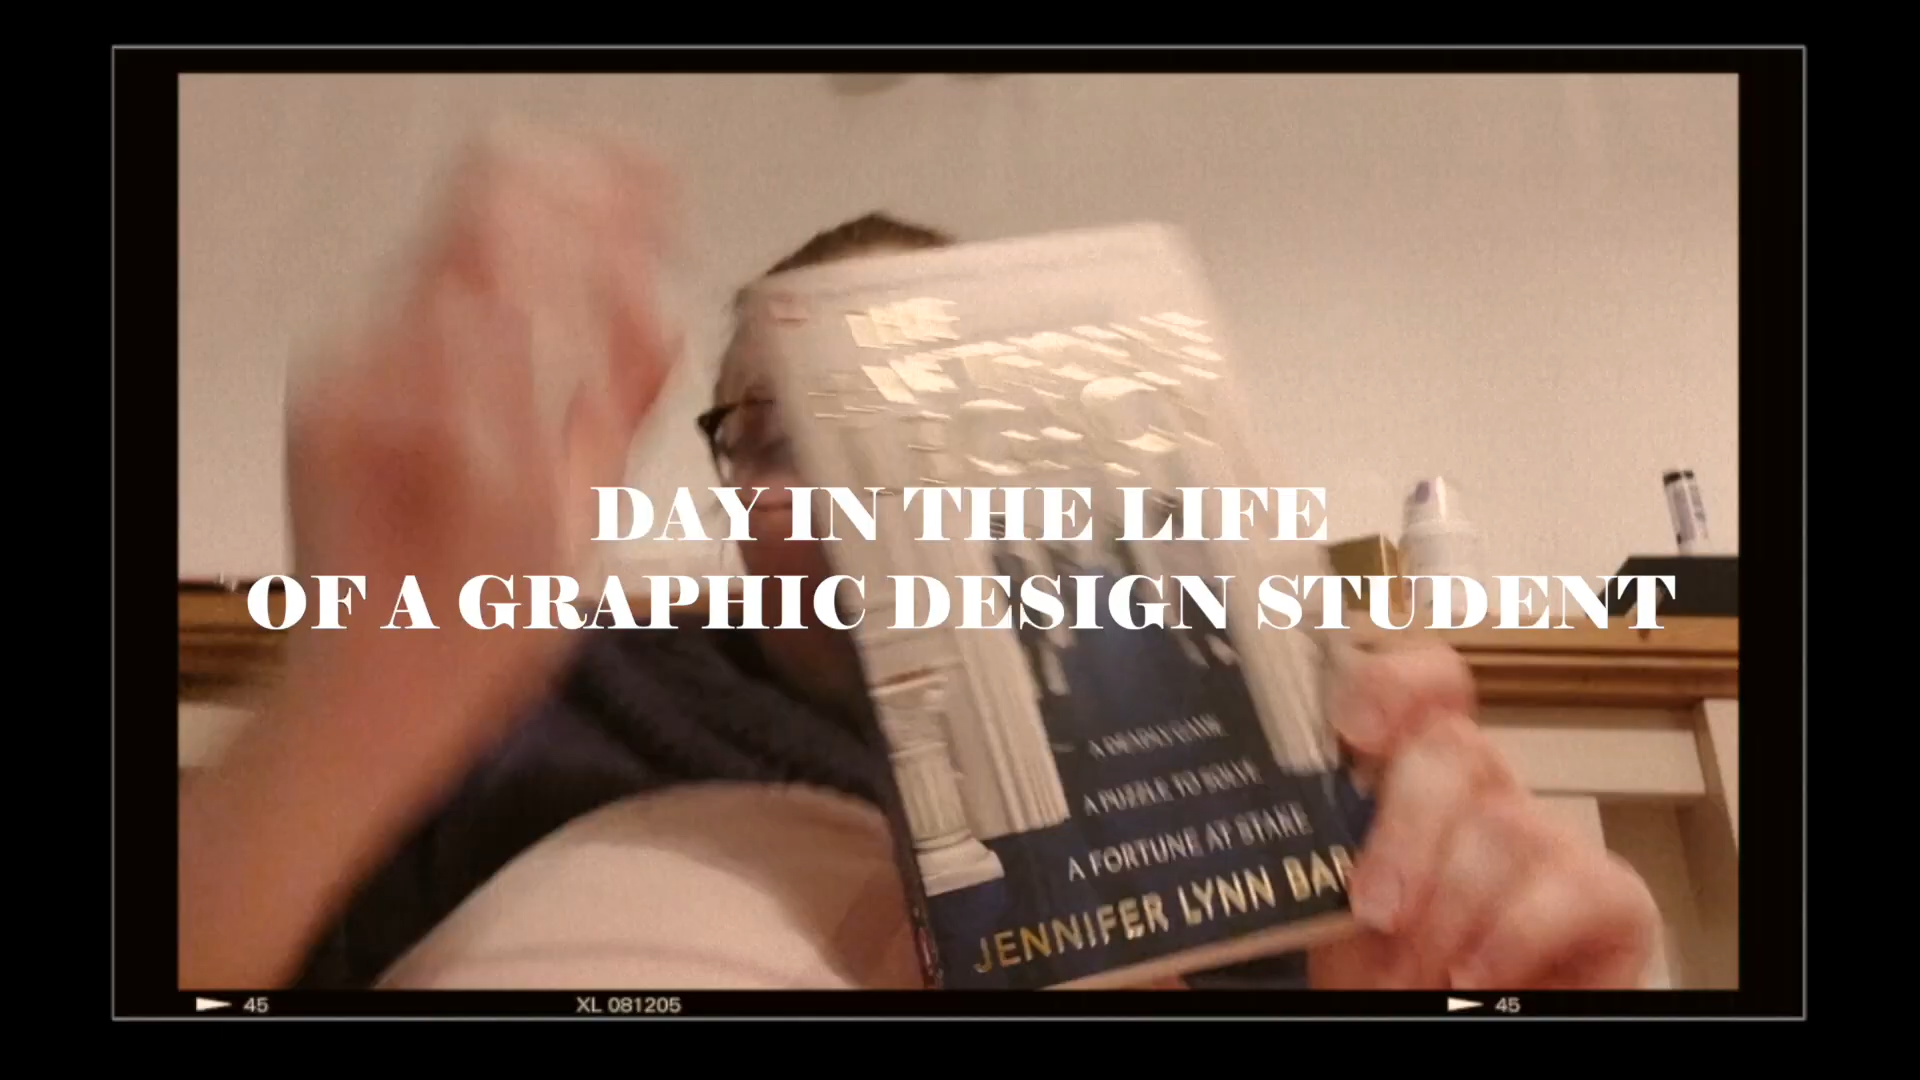 DAY IN THE LIFE
OF A GRAPHIC DESIGN STUDENT
A DEADLY GAME
A PUZZLE TO SOLVE
A FORTUNE AT STAKE
JENNIFER LYNN BAR
45
XL 081205
45